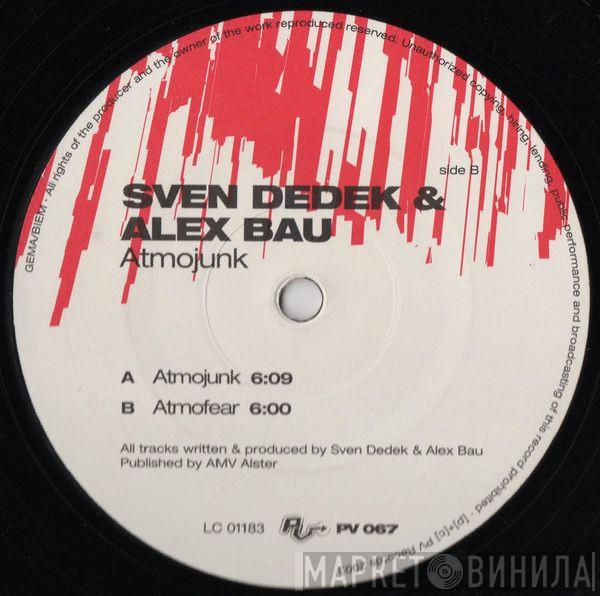 GEMA/BIEM · All rights of the producer and the owner of the work reproduced reserved. Unauthorized copying, hiring, lending, public performance and broadcasting of this record prohibited · [p]+[c] PV Records
side B
SVEN DEDEK &
ALEX BAU
Atmojunk
A Atmojunk 6:09
B Atmofear 6:00
All tracks written & produced by Sven Dedek & Alex Bau
Published by AMV Alster
LC 01183 PV PV 067
МАРКЕТ ВИНИЛА